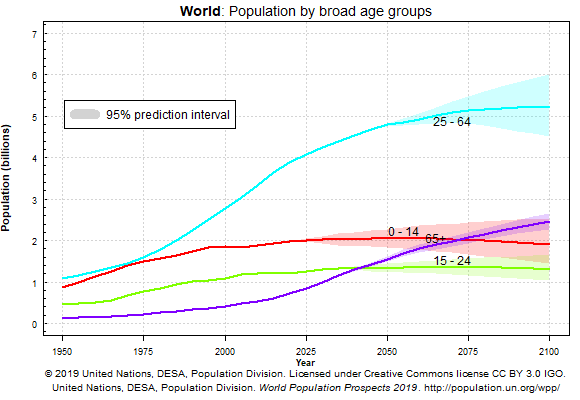 World: Population by broad age groups
Population (billions)
7
6
5
4
3
2
1
0
95% prediction interval
25 - 64
0 - 14
65+
15 - 24
1950 1975 2000 2025 2050 2075 2100
Year
© 2019 United Nations, DESA, Population Division. Licensed under Creative Commons license CC BY 3.0 IGO.
United Nations, DESA, Population Division. World Population Prospects 2019. http://population.un.org/wpp/